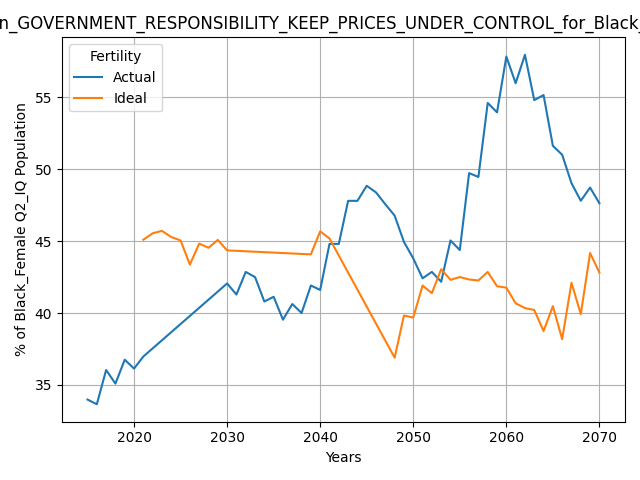 n_GOVERNMENT_RESPONSIBILITY_KEEP_PRICES_UNDER_CONTROL_for_Black_
Fertility
Actual
Ideal
% of Black_Female Q2_IQ Population
55
50
45
40
35
2020 2030 2040 2050 2060 2070
Years